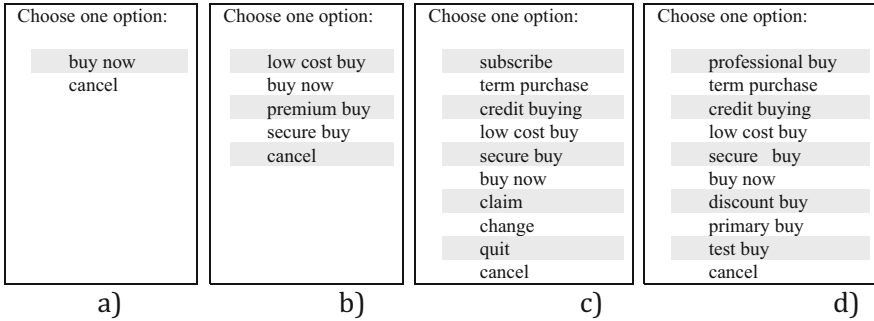 Choose one option:
buy now
cancel
a)
Choose one option:
low cost buy
buy now
premium buy
secure buy
cancel
b)
Choose one option:
subscribe
term purchase
credit buying
low cost buy
secure buy
buy now
claim
change
quit
cancel
c)
Choose one option:
professional buy
term purchase
credit buying
low cost buy
secure buy
buy now
discount buy
primary buy
test buy
cancel
d)